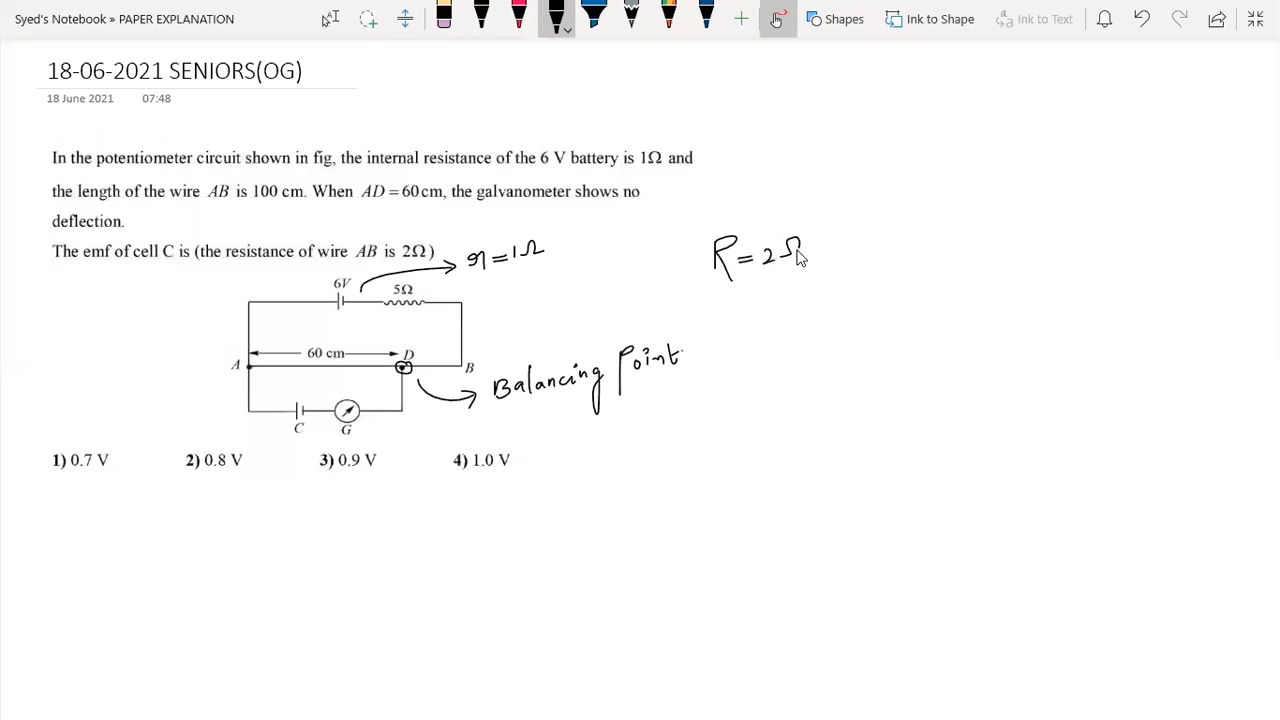 Syed's Notebook » PAPER EXPLANATION
Shapes
Ink to Shape
Ink to Text
18-06-2021 SENIORS(OG)
18 June 2021 07:48
In the potentiometer circuit shown in fig, the internal resistance of the 6 V battery is 1Ω and
the length of the wire AB is 100 cm. When AD = 60cm, the galvanometer shows no
deflection.
The emf of cell C is (the resistance of wire AB is 2Ω)
r = 1Ω
R = 2Ω
6V
5Ω
60 cm
D
A
B
Balancing Point
C
G
1) 0.7 V 2) 0.8 V 3) 0.9 V 4) 1.0 V